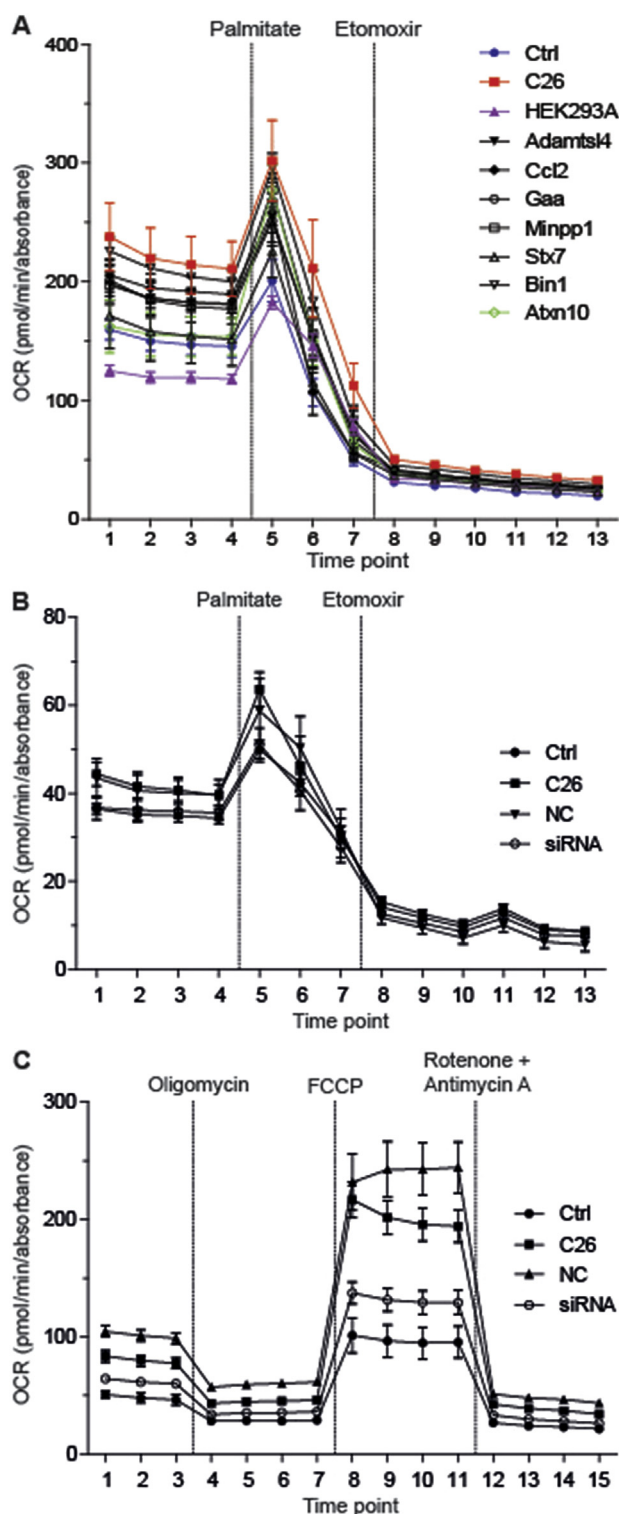 A
Palmitate Etomoxir
OCR (pmol/min/absorbance)
400
300
200
100
0
Ctrl
C26
HEK293A
Adamtsl4
Ccl2
Gaa
Minpp1
Stx7
Bin1
Atxn10
1 2 3 4 5 6 7 8 9 10 11 12 13
Time point
B
Palmitate Etomoxir
OCR (pmol/min/absorbance)
80
60
40
20
0
Ctrl
C26
NC
siRNA
1 2 3 4 5 6 7 8 9 10 11 12 13
Time point
C
Oligomycin FCCP Rotenone +
Antimycin A
OCR (pmol/min/absorbance)
300
200
100
0
Ctrl
C26
NC
siRNA
1 2 3 4 5 6 7 8 9 10 11 12 13 14 15
Time point